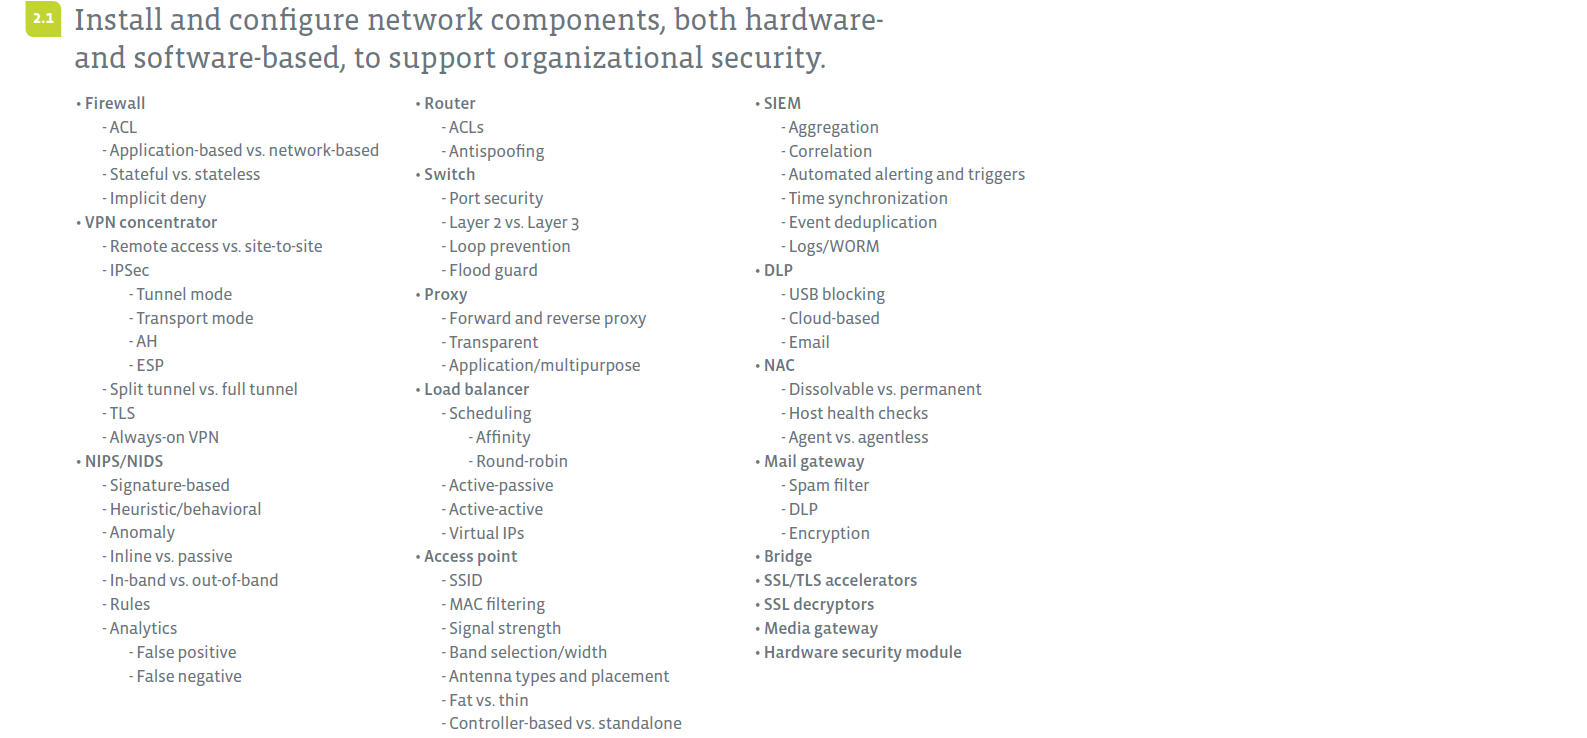 2.1
Install and configure network components, both hardware-
and software-based, to support organizational security.
• Firewall
- ACL
- Application-based vs. network-based
- Stateful vs. stateless
- Implicit deny
• VPN concentrator
- Remote access vs. site-to-site
- IPSec
- Tunnel mode
- Transport mode
- AH
- ESP
- Split tunnel vs. full tunnel
- TLS
- Always-on VPN
• NIPS/NIDS
- Signature-based
- Heuristic/behavioral
- Anomaly
- Inline vs. passive
- In-band vs. out-of-band
- Rules
- Analytics
- False positive
- False negative
• Router
- ACLs
- Antispoofing
• Switch
- Port security
- Layer 2 vs. Layer 3
- Loop prevention
- Flood guard
• Proxy
- Forward and reverse proxy
- Transparent
- Application/multipurpose
• Load balancer
- Scheduling
- Affinity
- Round-robin
- Active-passive
- Active-active
- Virtual IPs
• Access point
- SSID
- MAC filtering
- Signal strength
- Band selection/width
- Antenna types and placement
- Fat vs. thin
- Controller-based vs. standalone
• SIEM
- Aggregation
- Correlation
- Automated alerting and triggers
- Time synchronization
- Event deduplication
- Logs/WORM
• DLP
- USB blocking
- Cloud-based
- Email
• NAC
- Dissolvable vs. permanent
- Host health checks
- Agent vs. agentless
• Mail gateway
- Spam filter
- DLP
- Encryption
• Bridge
• SSL/TLS accelerators
• SSL decryptors
• Media gateway
• Hardware security module